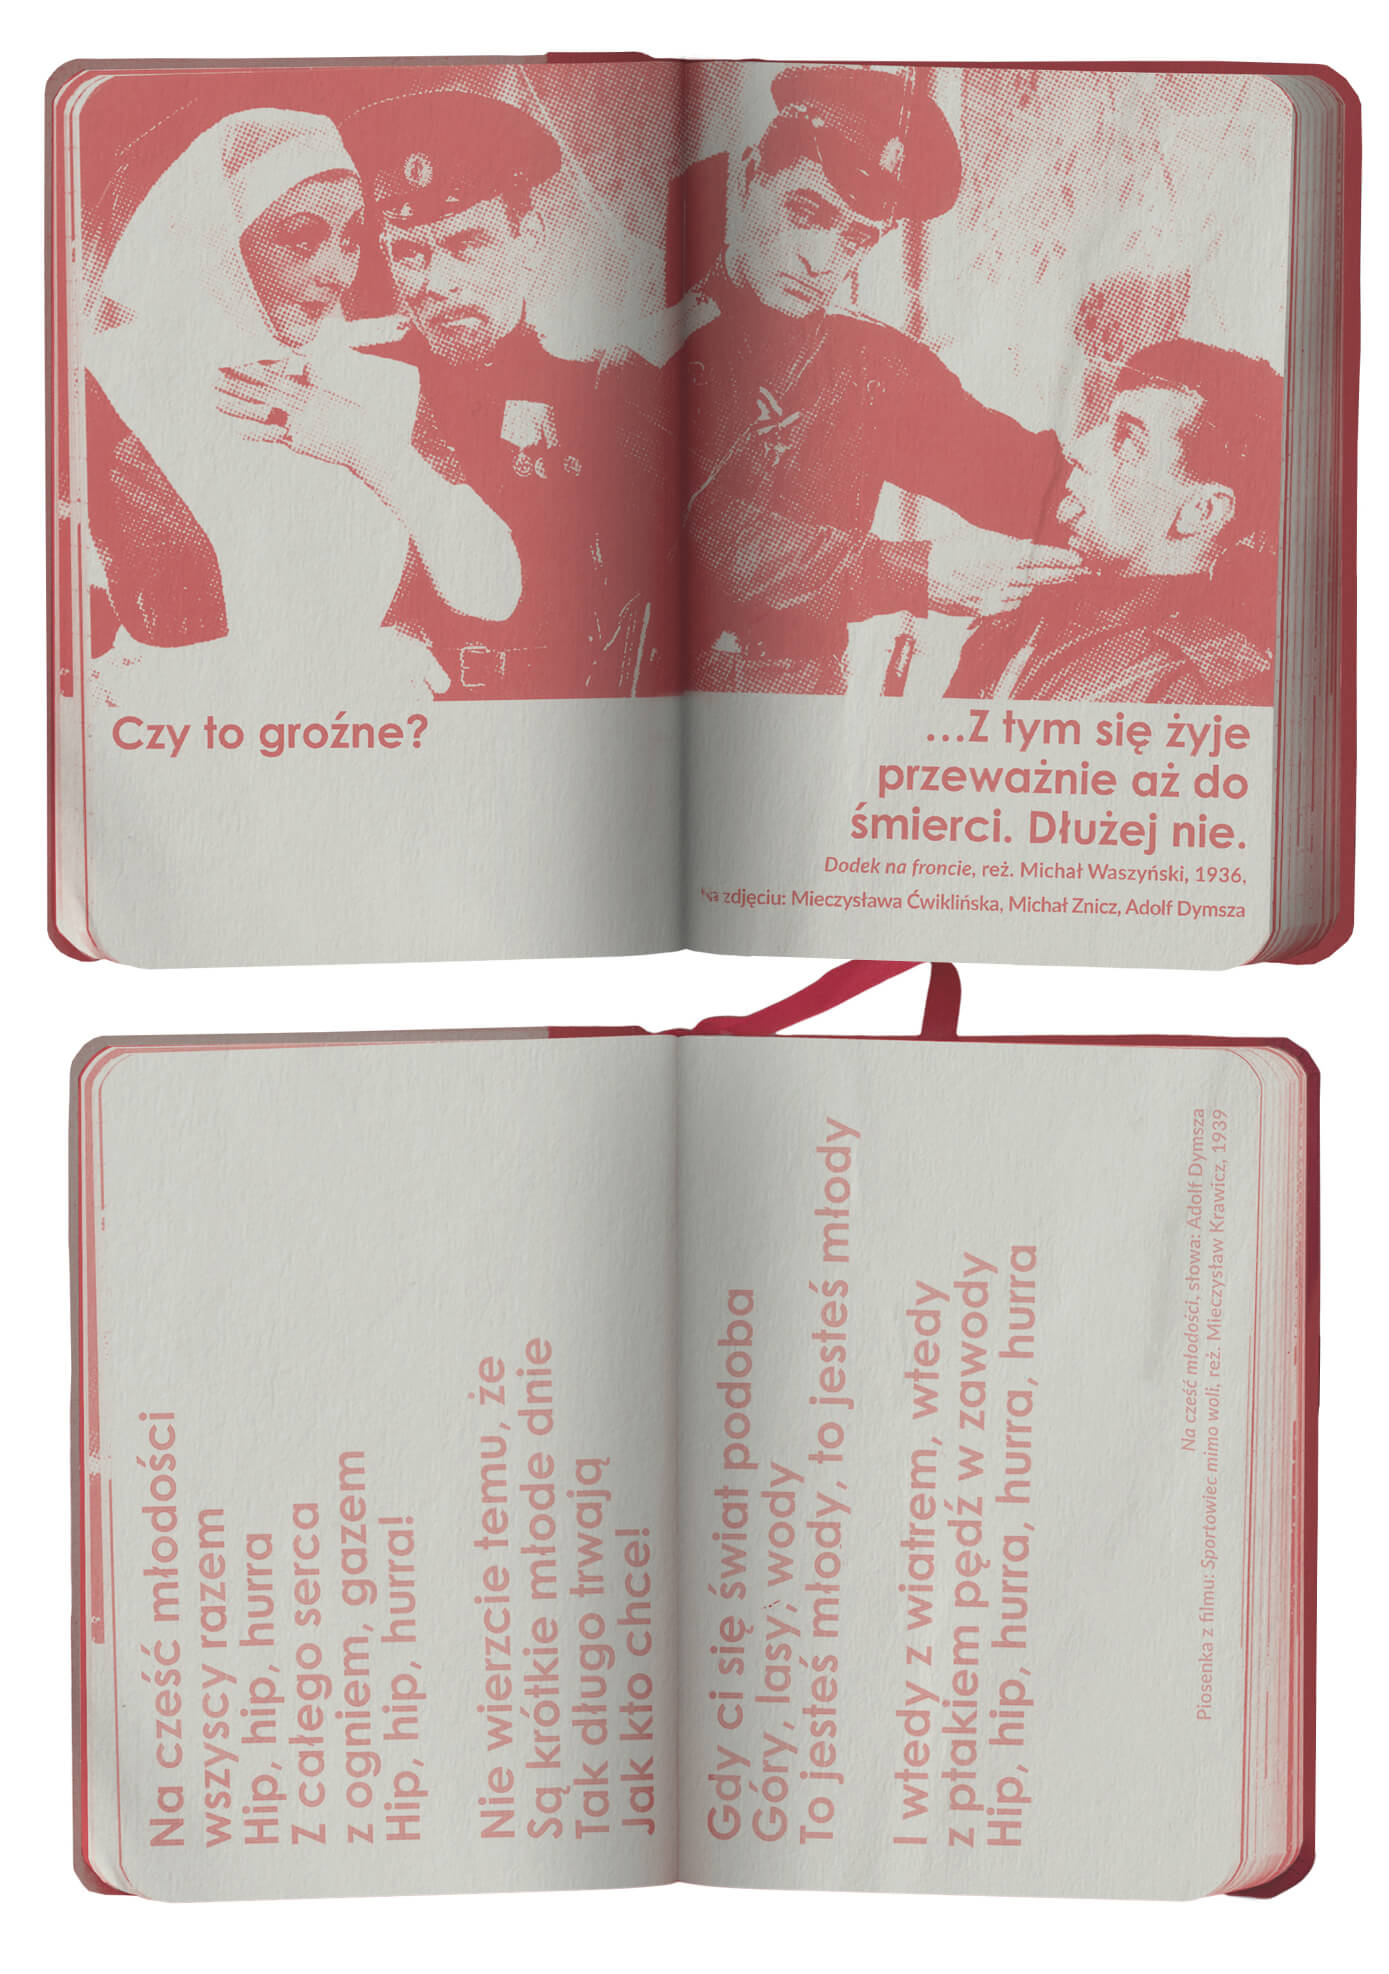 Czy to groźne?
...Z tym się żyje
przeważnie aż do
śmierci. Dłużej nie.
Dodek na froncie, reż. Michał Waszyński, 1936,
Na zdjęciu: Mieczysława Ćwiklińska, Michał Znicz, Adolf Dymsza
Na cześć młodości
wszyscy razem
Hip, hip, hurra
Z całego serca
z ogniem, gazem
Hip, hip, hurra!
Nie wierzcie temu, że
Są krótkie młode dnie
Tak długo trwają
Jak kto chce!
Gdy ci się świat podoba
Góry, lasy, wody
To jesteś młody, to jesteś młody
I wtedy z wiatrem, wtedy
z ptakiem pędź w zawody
Hip, hip, hurra, hurra, hurra, hurra
Na cześć młodości, słowa: Adolf Dymsza
Piosenka z filmu: Sportowiec mimo woli, reż. Mieczysław Krawicz, 1939